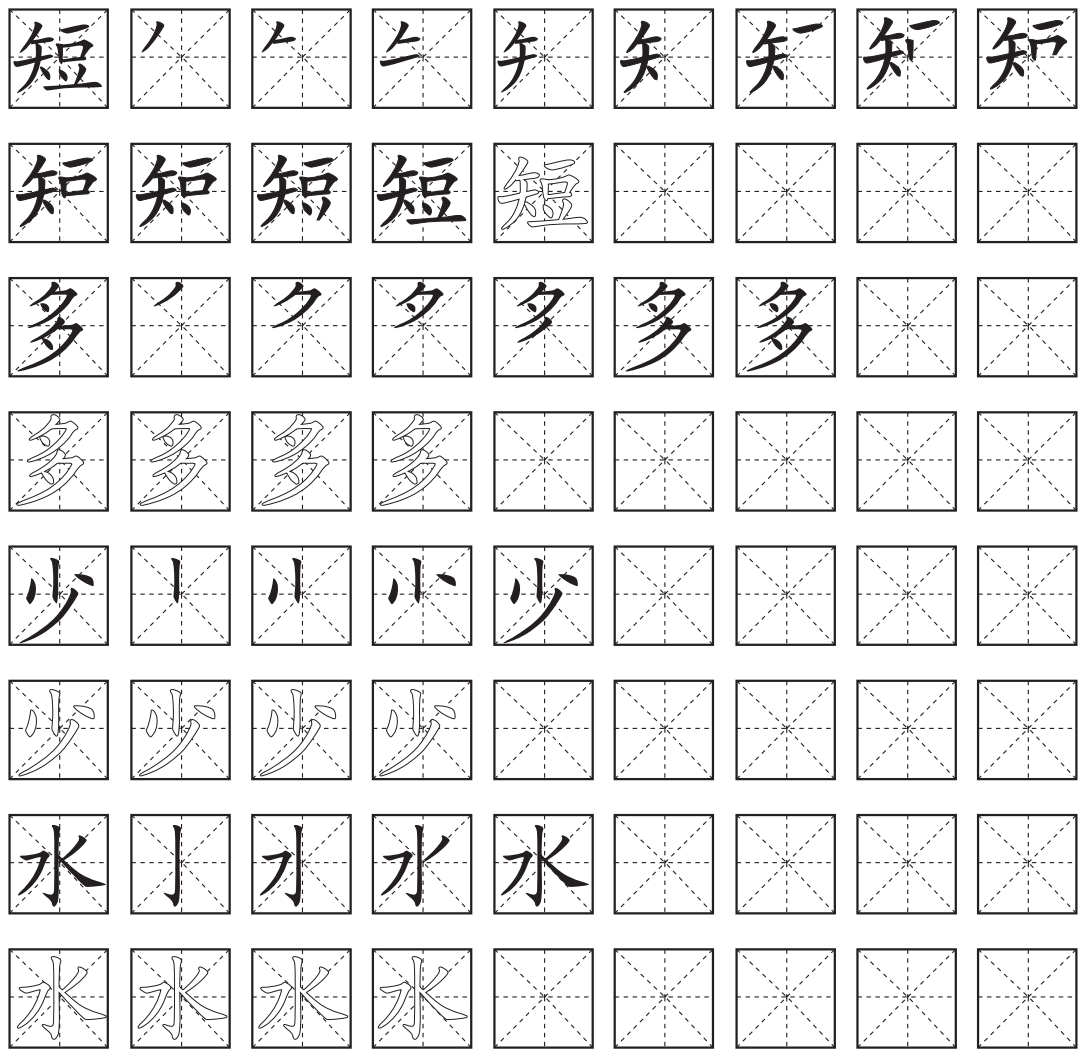 短
短 短
多 多
多 多 多 多
少 少
少 少 少 少
水 水
水 水 水 水